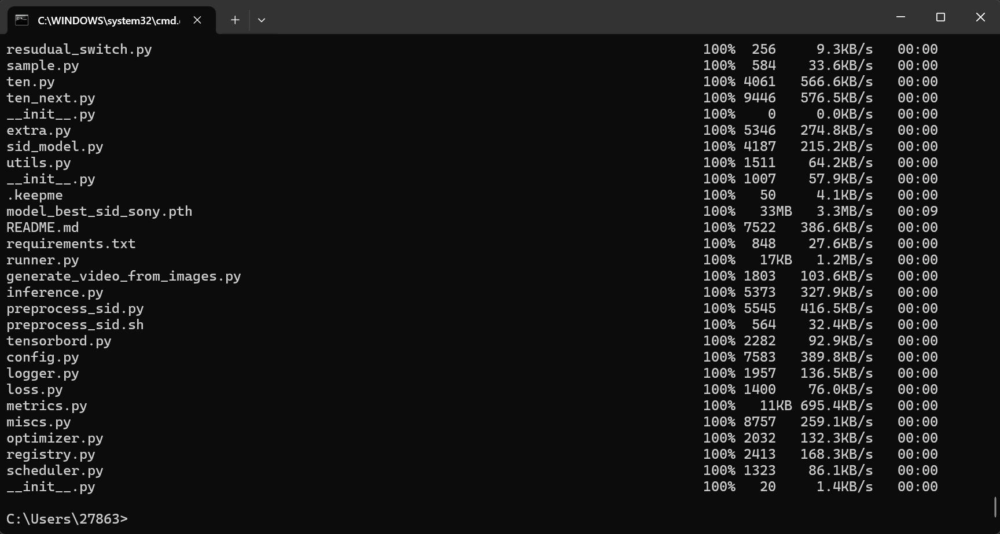 C:\WINDOWS\system32\cmd.
resudual_switch.py 100% 256 9.3KB/s 00:00
sample.py 100% 584 33.6KB/s 00:00
ten.py 100% 4061 566.6KB/s 00:00
ten_next.py 100% 9446 576.5KB/s 00:00
__init__.py 100% 0 0.0KB/s 00:00
extra.py 100% 5346 274.8KB/s 00:00
sid_model.py 100% 4187 215.2KB/s 00:00
utils.py 100% 1511 64.2KB/s 00:00
__init__.py 100% 1007 57.9KB/s 00:00
.keepme 100% 50 4.1KB/s 00:00
model_best_sid_sony.pth 100% 33MB 3.3MB/s 00:09
README.md 100% 7522 386.6KB/s 00:00
requirements.txt 100% 848 27.6KB/s 00:00
runner.py 100% 17KB 1.2MB/s 00:00
generate_video_from_images.py 100% 1803 103.6KB/s 00:00
inference.py 100% 5373 327.9KB/s 00:00
preprocess_sid.py 100% 5545 416.5KB/s 00:00
preprocess_sid.sh 100% 564 32.4KB/s 00:00
tensorbord.py 100% 2282 92.9KB/s 00:00
config.py 100% 7583 389.8KB/s 00:00
logger.py 100% 1957 136.5KB/s 00:00
loss.py 100% 1400 76.0KB/s 00:00
metrics.py 100% 11KB 695.4KB/s 00:00
miscs.py 100% 8757 259.1KB/s 00:00
optimizer.py 100% 2032 132.3KB/s 00:00
registry.py 100% 2413 168.3KB/s 00:00
scheduler.py 100% 1323 86.1KB/s 00:00
__init__.py 100% 20 1.4KB/s 00:00
C:\Users\27863>